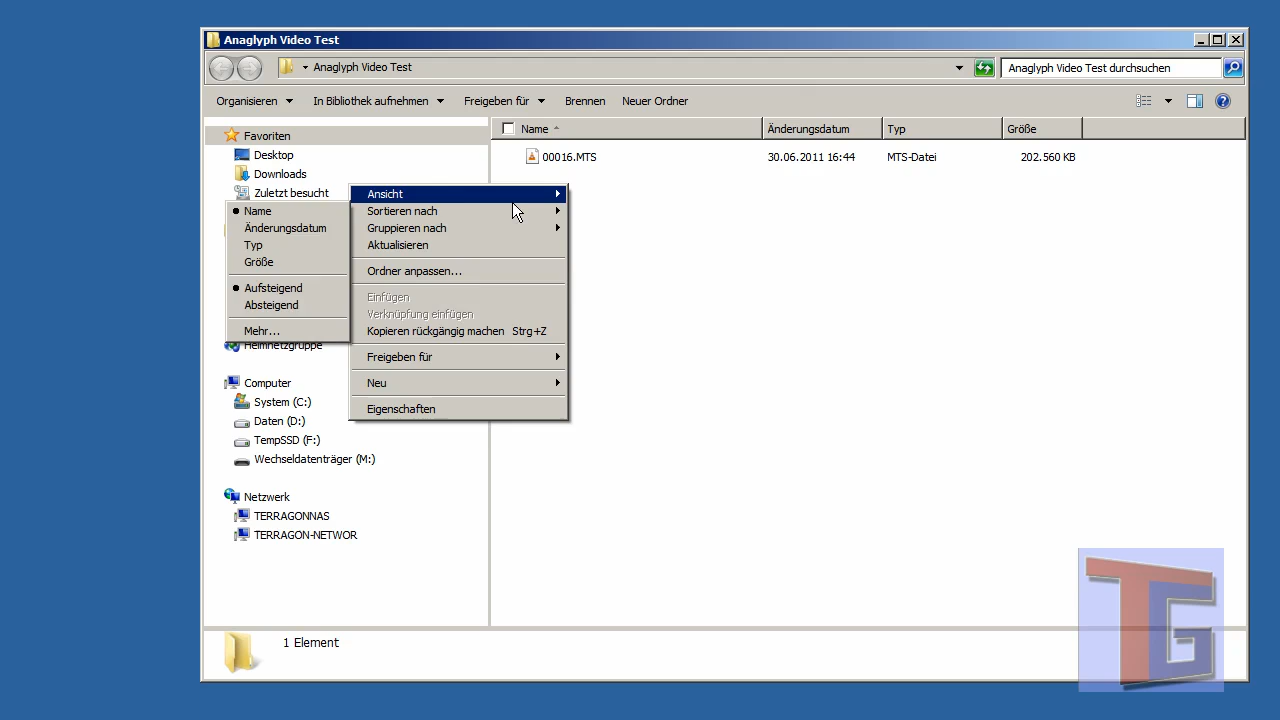 Anaglyph Video Test
Anaglyph Video Test
Anaglyph Video Test durchsuchen
Organisieren
In Bibliothek aufnehmen
Freigeben für
Brennen
Neuer Ordner
Name
Änderungsdatum
Typ
Größe
00016.MTS
30.06.2011 16:44
MTS-Datei
202.560 KB
Favoriten
Desktop
Downloads
Zuletzt besucht
Name
Änderungsdatum
Typ
Größe
Aufsteigend
Absteigend
Mehr...
Ansicht
Sortieren nach
Gruppieren nach
Aktualisieren
Ordner anpassen...
Einfügen
Verknüpfung einfügen
Kopieren rückgängig machen Strg+Z
Freigeben für
Neu
Eigenschaften
Heimnetzgruppe
Computer
System (C:)
Daten (D:)
TempSSD (F:)
Wechseldatenträger (M:)
Netzwerk
TERRAGONNAS
TERRAGON-NETWOR
1 Element
TG